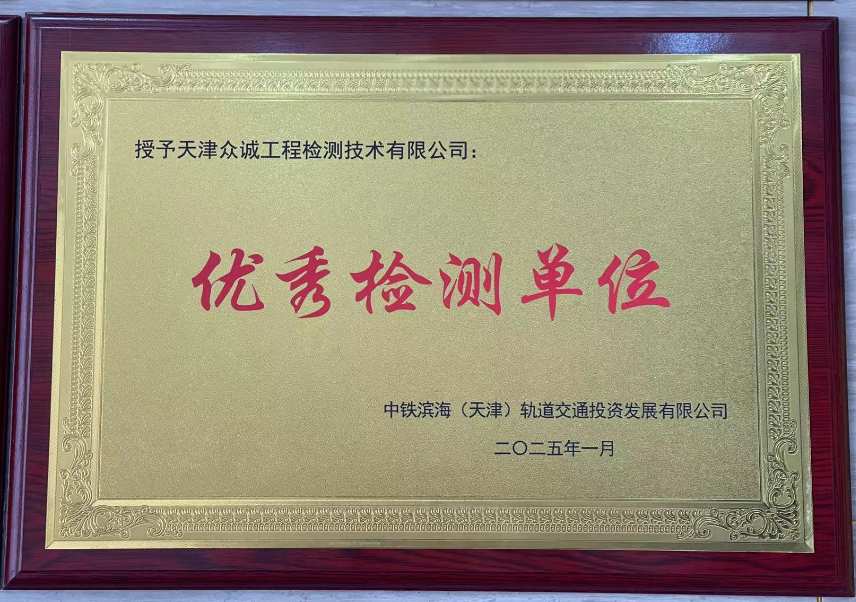 授予天津众诚工程检测技术有限公司：
优秀检测单位
中铁滨海（天津）轨道交通投资发展有限公司
二〇二五年一月